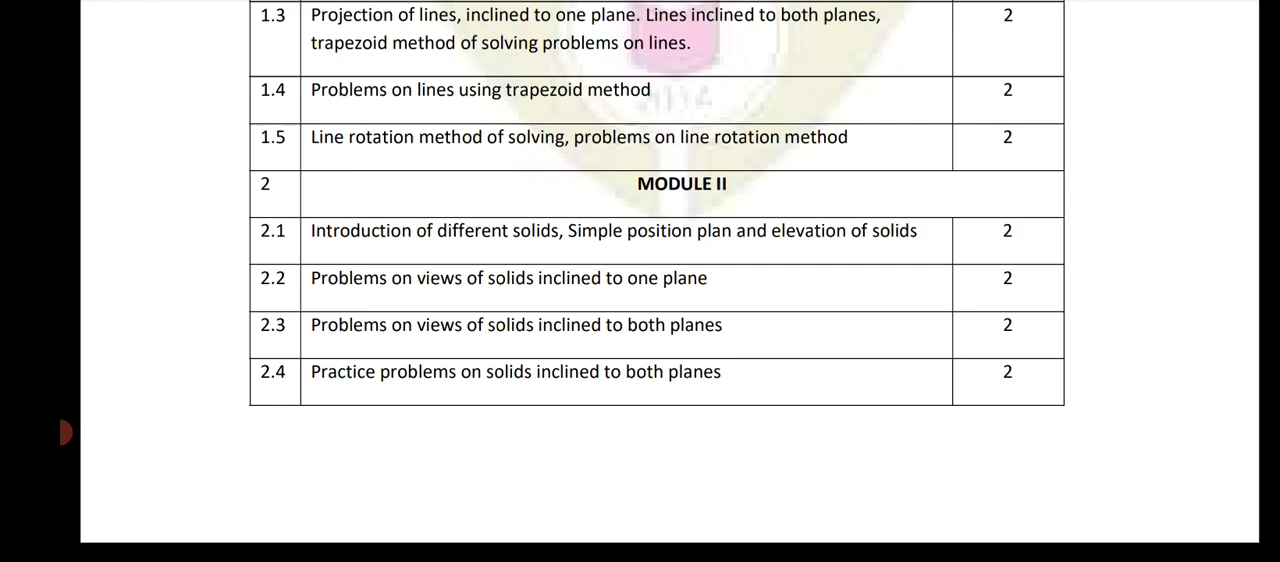 1.3 Projection of lines, inclined to one plane. Lines inclined to both planes, 2
trapezoid method of solving problems on lines.
1.4 Problems on lines using trapezoid method 2
2014
1.5 Line rotation method of solving, problems on line rotation method 2
2 MODULE II
2.1 Introduction of different solids, Simple position plan and elevation of solids 2
2.2 Problems on views of solids inclined to one plane 2
2.3 Problems on views of solids inclined to both planes 2
2.4 Practice problems on solids inclined to both planes 2